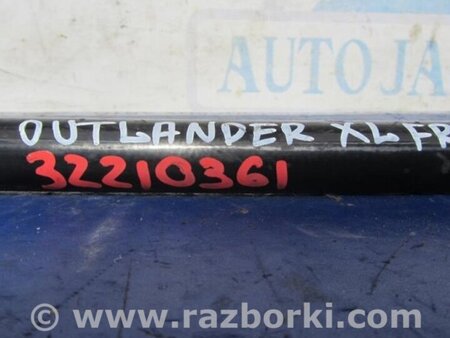 AUTO JA
OUTLANDER XL FR
32210361
© www.razborki.com